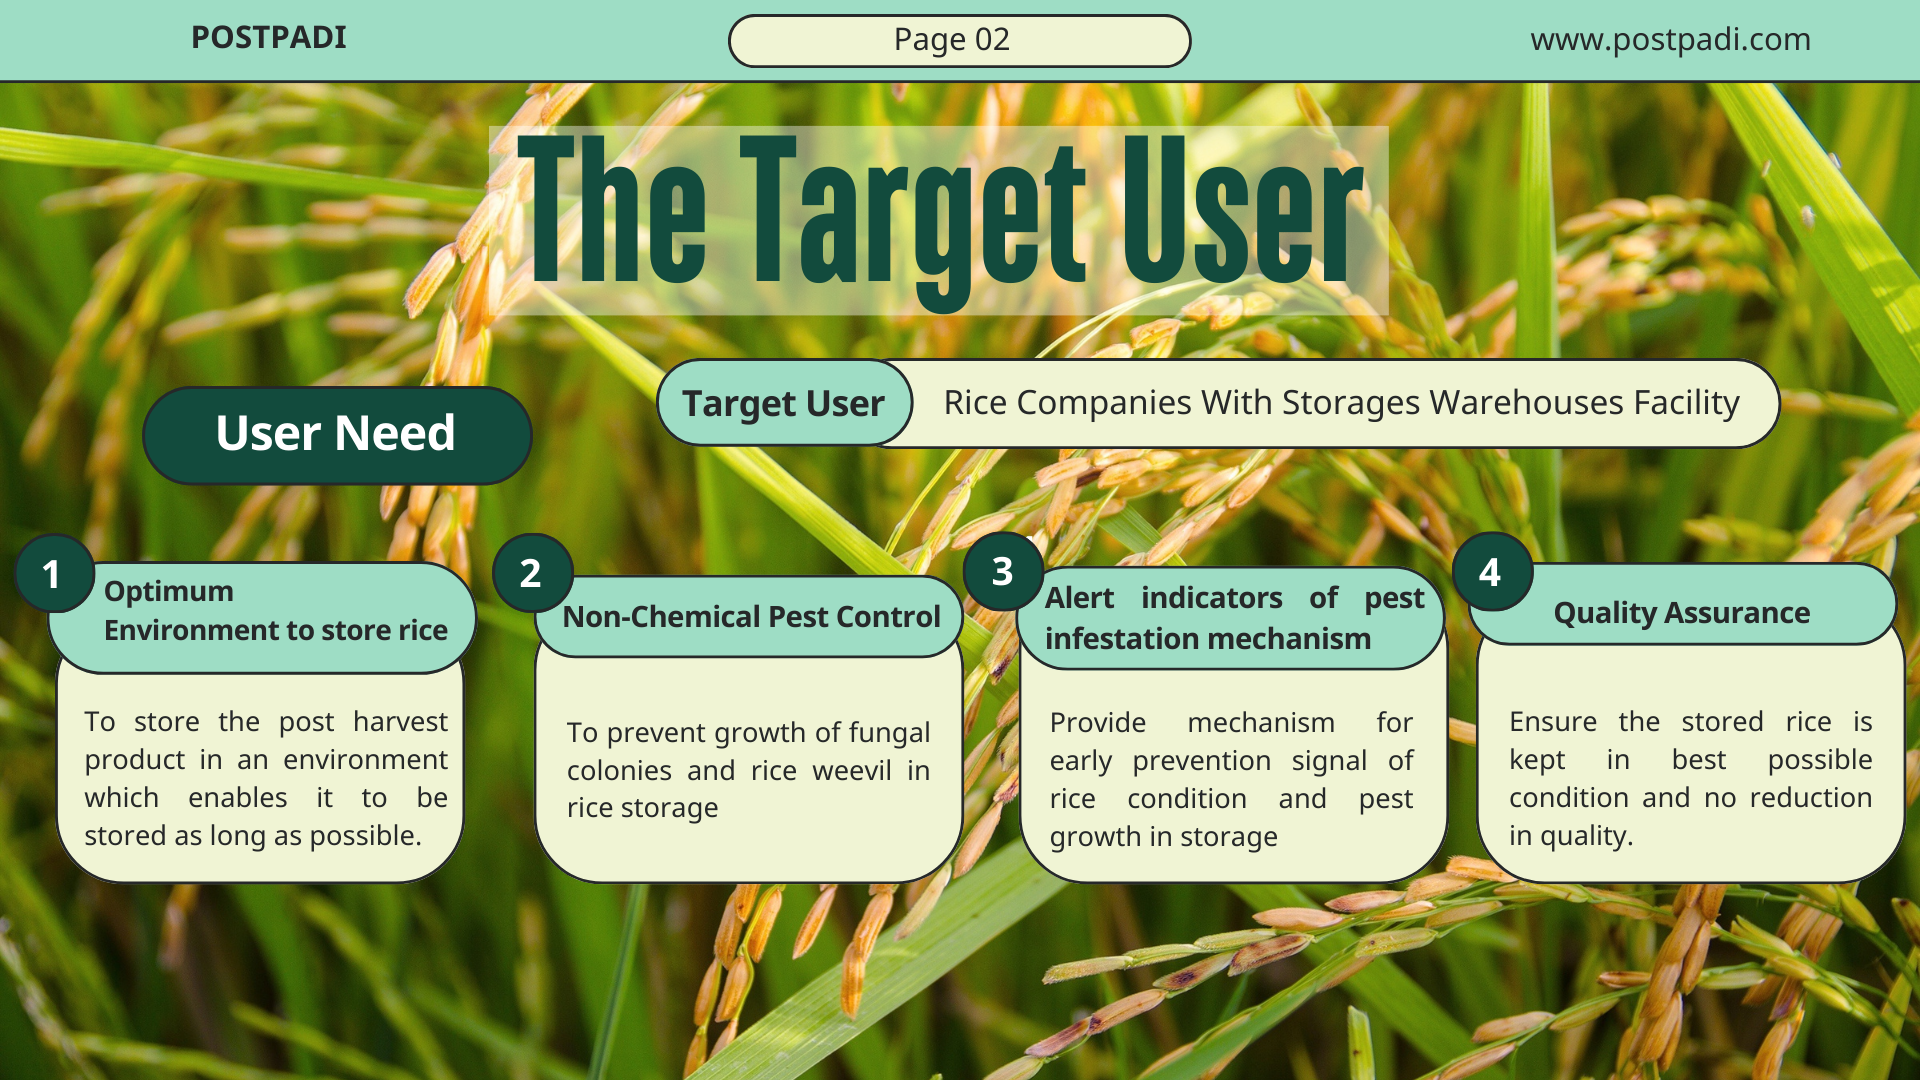 POSTPADI
Page 02
www.postpadi.com
The Target User
Target User
Rice Companies With Storages Warehouses Facility
User Need
1
Optimum
Environment to store rice
To store the post harvest
product in an environment
which enables it to be
stored as long as possible.
2
Non-Chemical Pest Control
To prevent growth of fungal
colonies and rice weevil in
rice storage
3
Alert indicators of pest
infestation mechanism
Provide mechanism for
early prevention signal of
rice condition and pest
growth in storage
4
Quality Assurance
Ensure the stored rice is
kept in best possible
condition and no reduction
in quality.